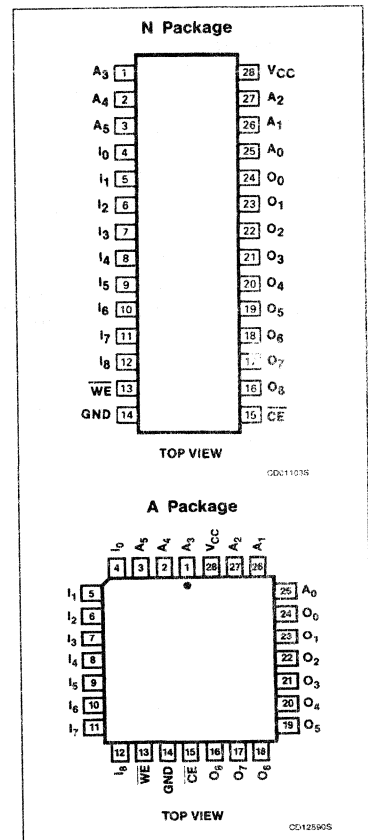 N Package
A3 1 28 VCC
A4 2 27 A2
A5 3 26 A1
I0 4 25 A0
I1 5 24 O0
I2 6 23 O1
I3 7 22 O2
I4 8 21 O3
I5 9 20 O4
I6 10 19 O5
I7 11 18 O6
I8 12 17 O7
WE 13 16 O8
GND 14 15 CE
TOP VIEW
CD01103S
A Package
I0 A5 A4 A3 VCC A2 A1
4 3 2 1 28 27 26
I1 5 25 A0
I2 6 24 O0
I3 7 23 O1
I4 8 22 O2
I5 9 21 O3
I6 10 20 O4
I7 11 19 O5
12 13 14 15 16 17 18
I8 WE GND CE O8 O7 O6
TOP VIEW
CD12590S